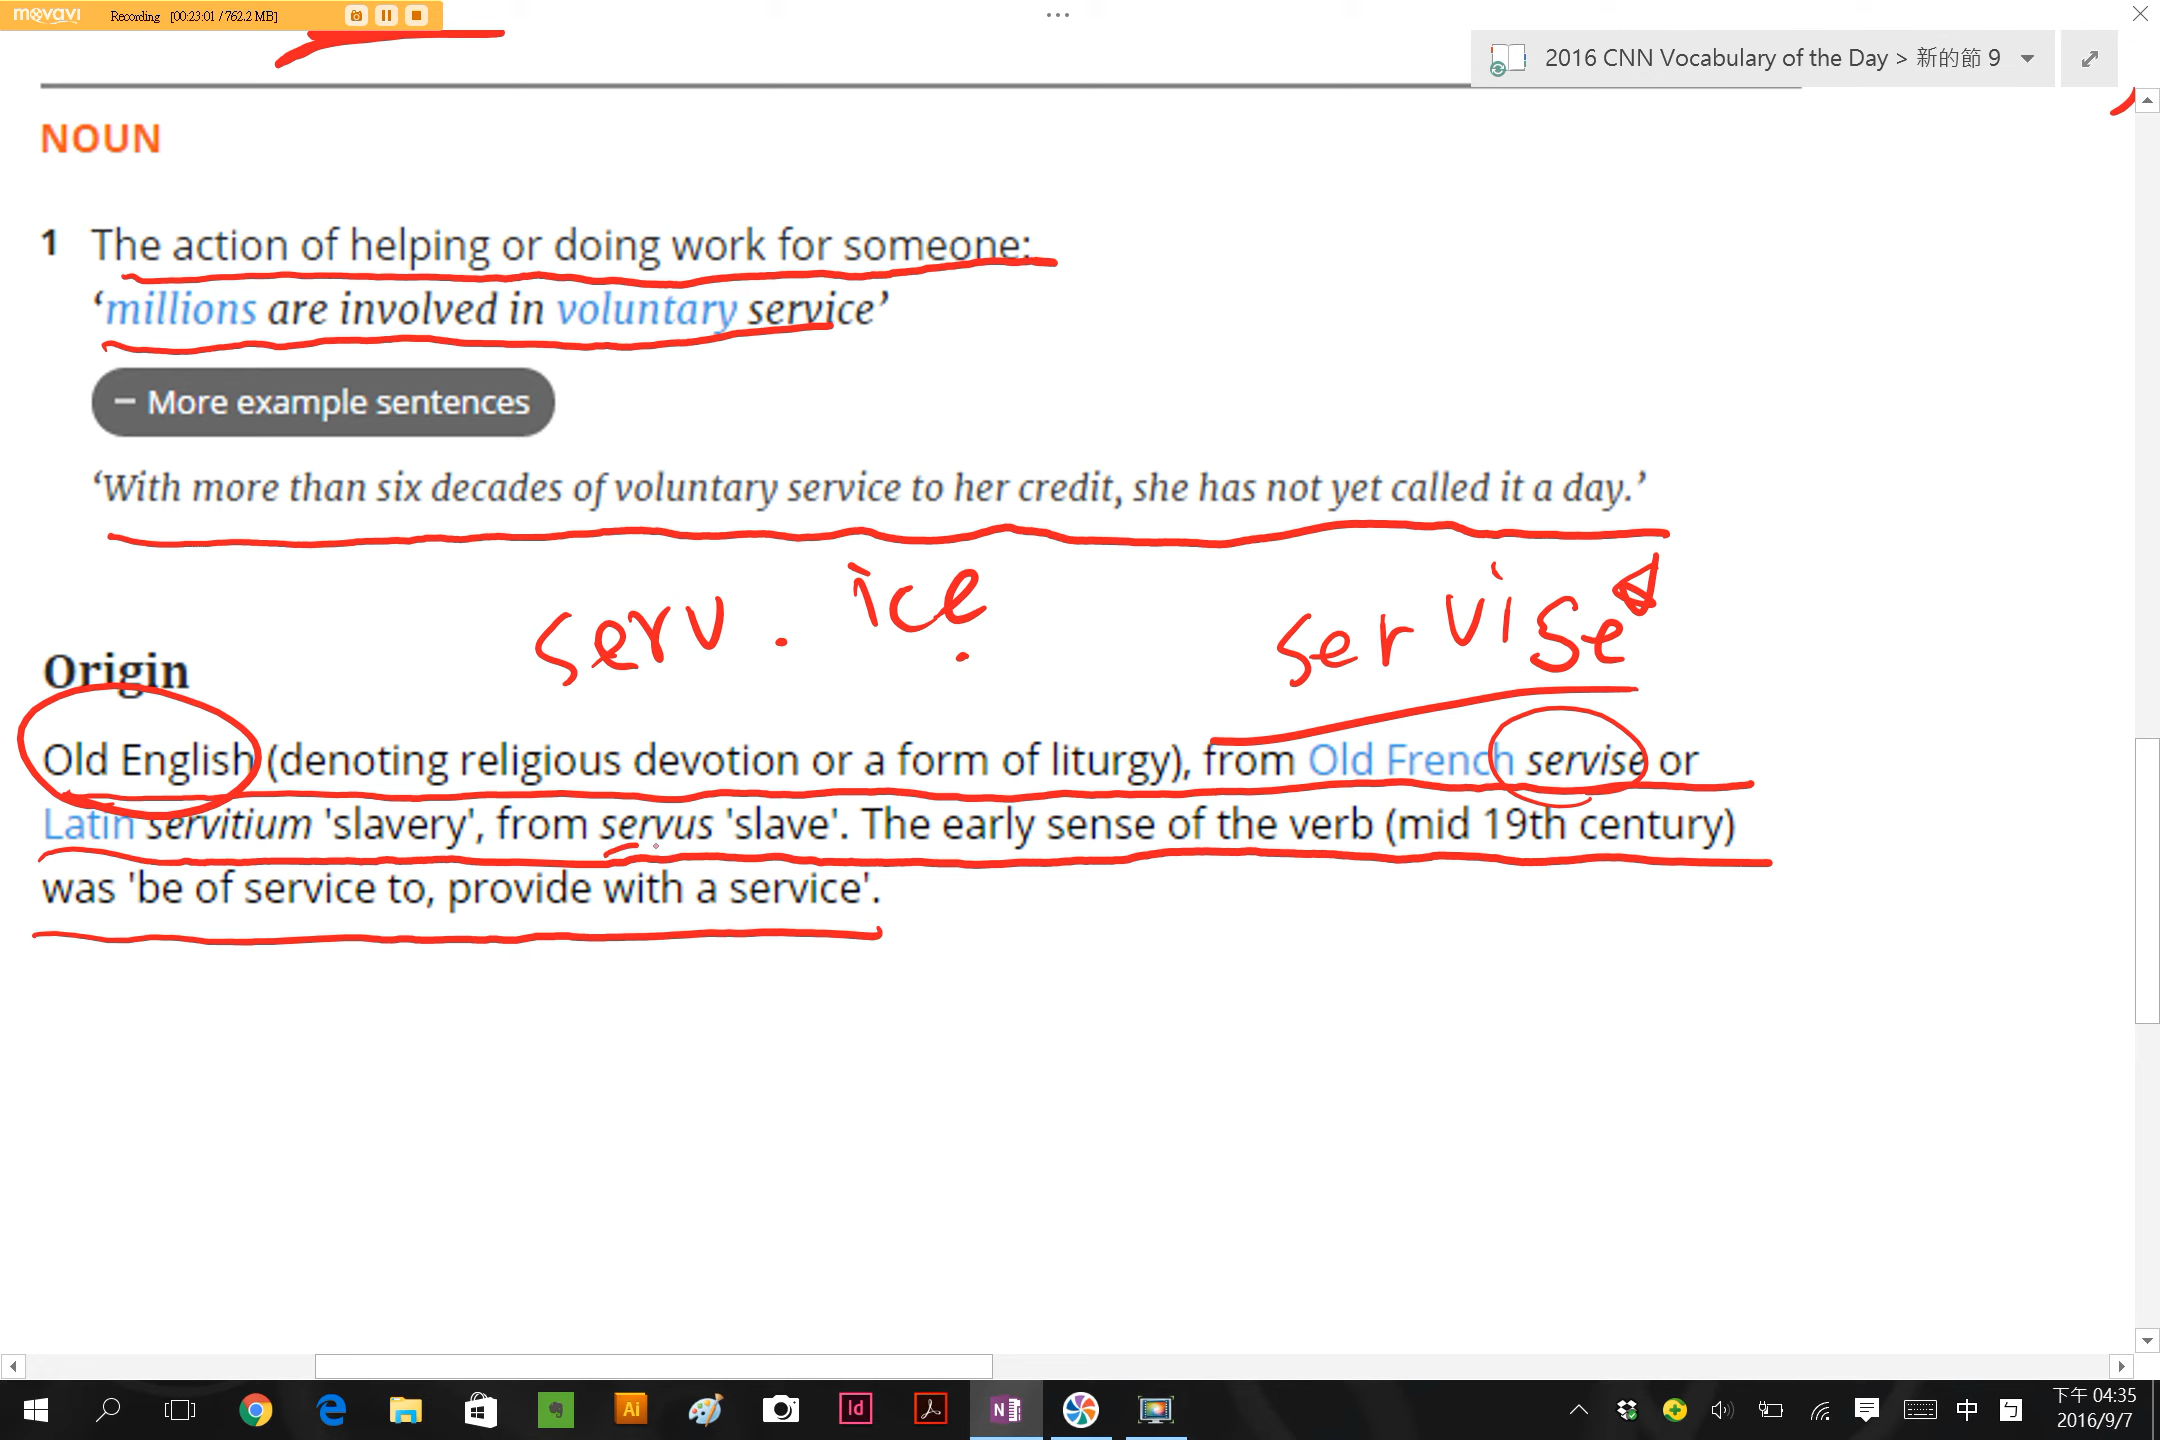 movavi Recording [00:23:01 / 762.2 MB]
2016 CNN Vocabulary of the Day > 新的節 9
NOUN
1 The action of helping or doing work for someone:
‘millions are involved in voluntary service’
− More example sentences
‘With more than six decades of voluntary service to her credit, she has not yet called it a day.’
serv . ice servise
Origin
Old English (denoting religious devotion or a form of liturgy), from Old French servise or
Latin servitium 'slavery', from servus 'slave'. The early sense of the verb (mid 19th century)
was 'be of service to, provide with a service'.
Ai Id N 中 ㄅ 下午 04:35
2016/9/7